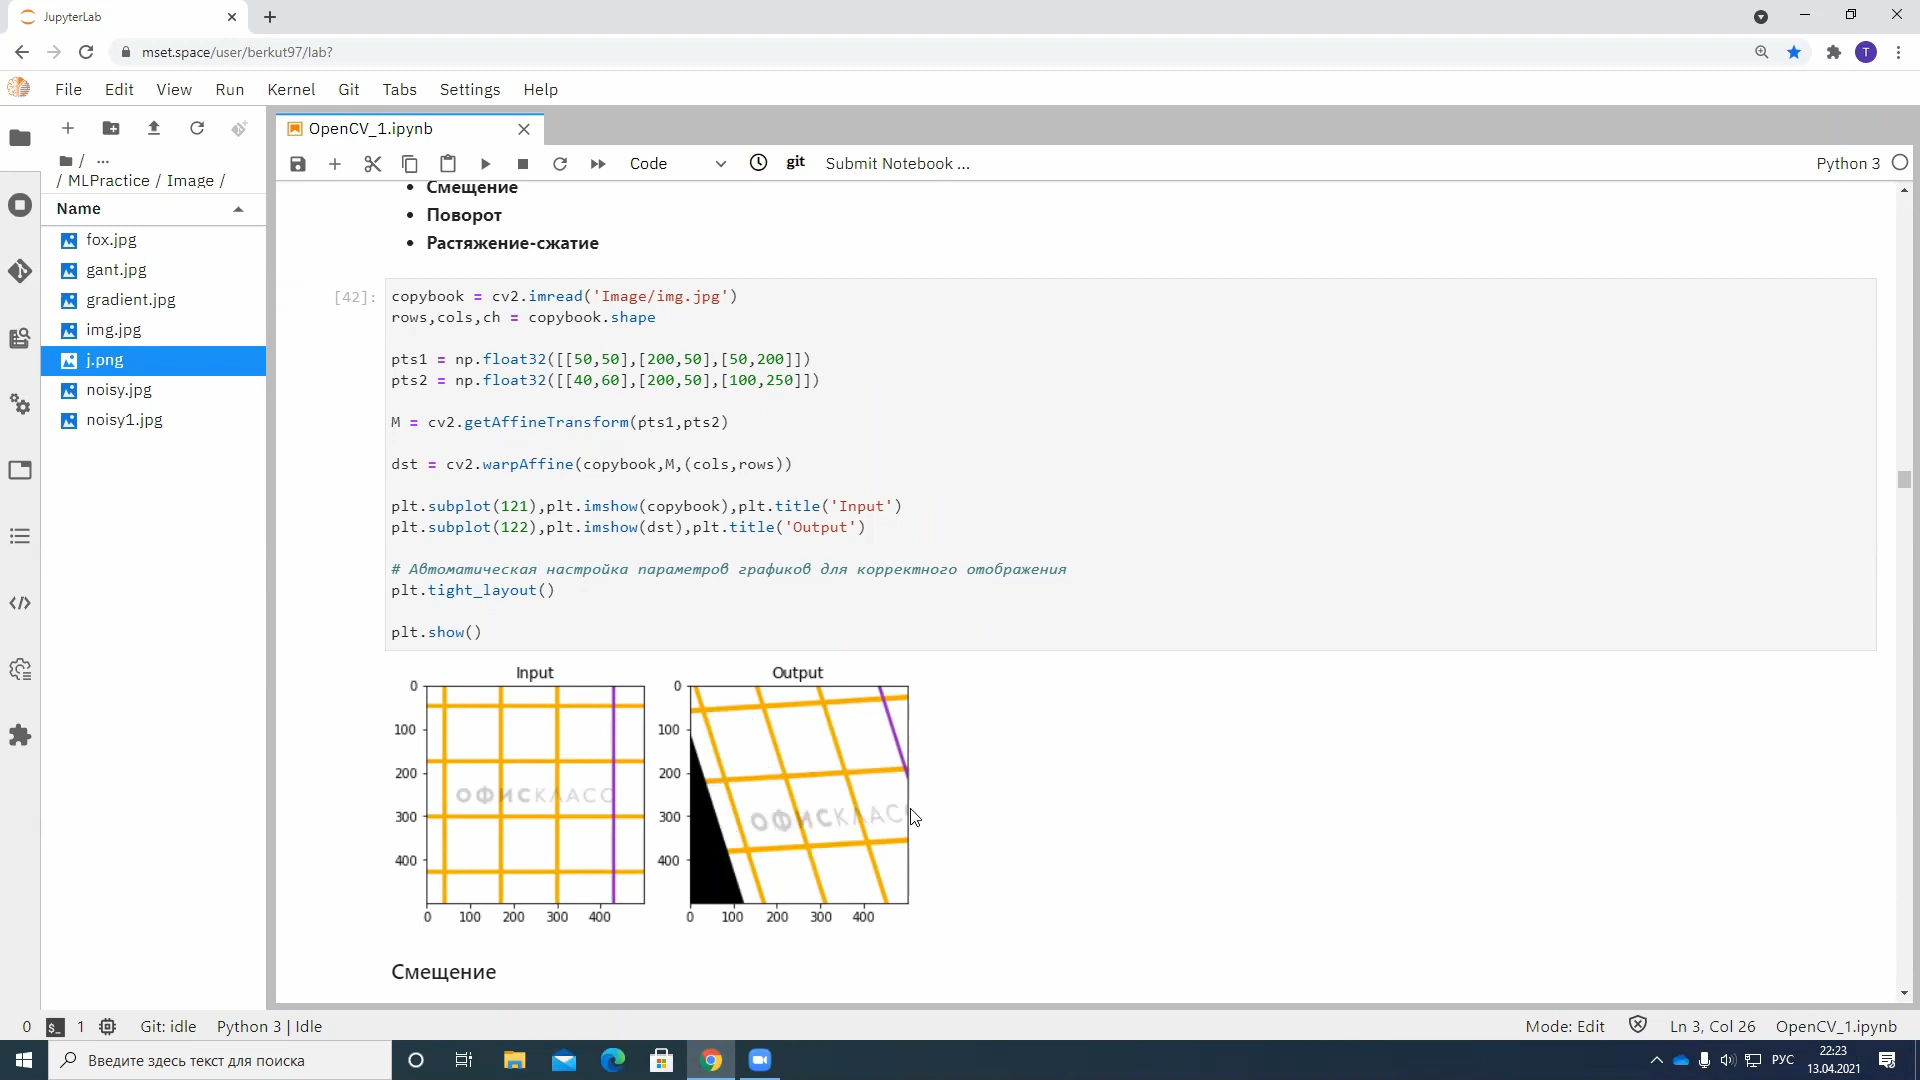 JupyterLab
mset.space/user/berkut97/lab?
T
File Edit View Run Kernel Git Tabs Settings Help
OpenCV_1.ipynb
Code git Submit Notebook ... Python 3
/ ...
/ MLPractice / Image /
Name
fox.jpg
gant.jpg
gradient.jpg
img.jpg
j.png
noisy.jpg
noisy1.jpg
• Смещение
• Поворот
• Растяжение-сжатие
[42]:
copybook = cv2.imread('Image/img.jpg')
rows,cols,ch = copybook.shape
pts1 = np.float32([[50,50],[200,50],[50,200]])
pts2 = np.float32([[40,60],[200,50],[100,250]])
M = cv2.getAffineTransform(pts1,pts2)
dst = cv2.warpAffine(copybook,M,(cols,rows))
plt.subplot(121),plt.imshow(copybook),plt.title('Input')
plt.subplot(122),plt.imshow(dst),plt.title('Output')
# Автоматическая настройка параметров графиков для корректного отображения
plt.tight_layout()
plt.show()
Input Output
0 100 200 300 400
0 100 200 300 400
ОФИСКЛАСС
ОФИСКЛАСС
0 100 200 300 400
0 100 200 300 400
Смещение
0 $_ 1 Git: idle Python 3 | Idle Mode: Edit Ln 3, Col 26 OpenCV_1.ipynb
Введите здесь текст для поиска
РУС
22:23
13.04.2021